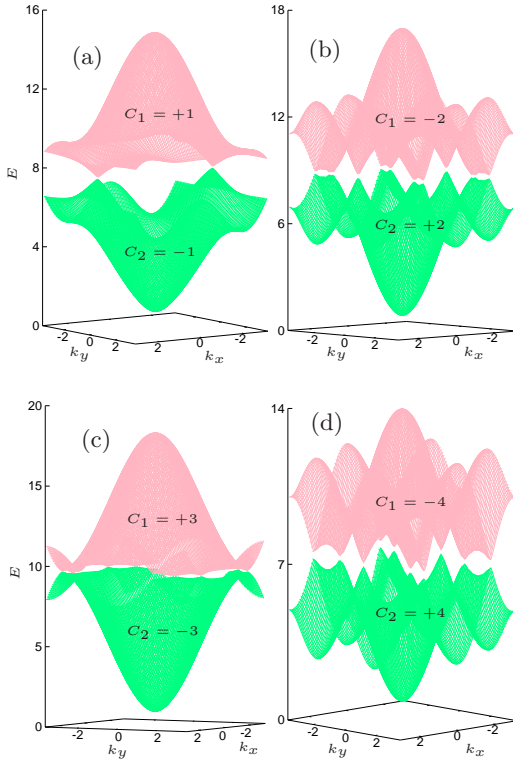 16
(a)
C1 = +1
12
E
8
C2 = −1
4
0
-2
0
2
ky
2
0
-2
kx
18
(b)
C1 = −2
12
6
C2 = +2
0
-2
0
2
ky
2
0
-2
kx
20
(c)
15
C1 = +3
E
10
C2 = −3
5
0
-2
0
2
ky
2
0
-2
kx
14
(d)
C1 = −4
7
C2 = +4
0
-2
0
2
ky
2
0
-2
kx